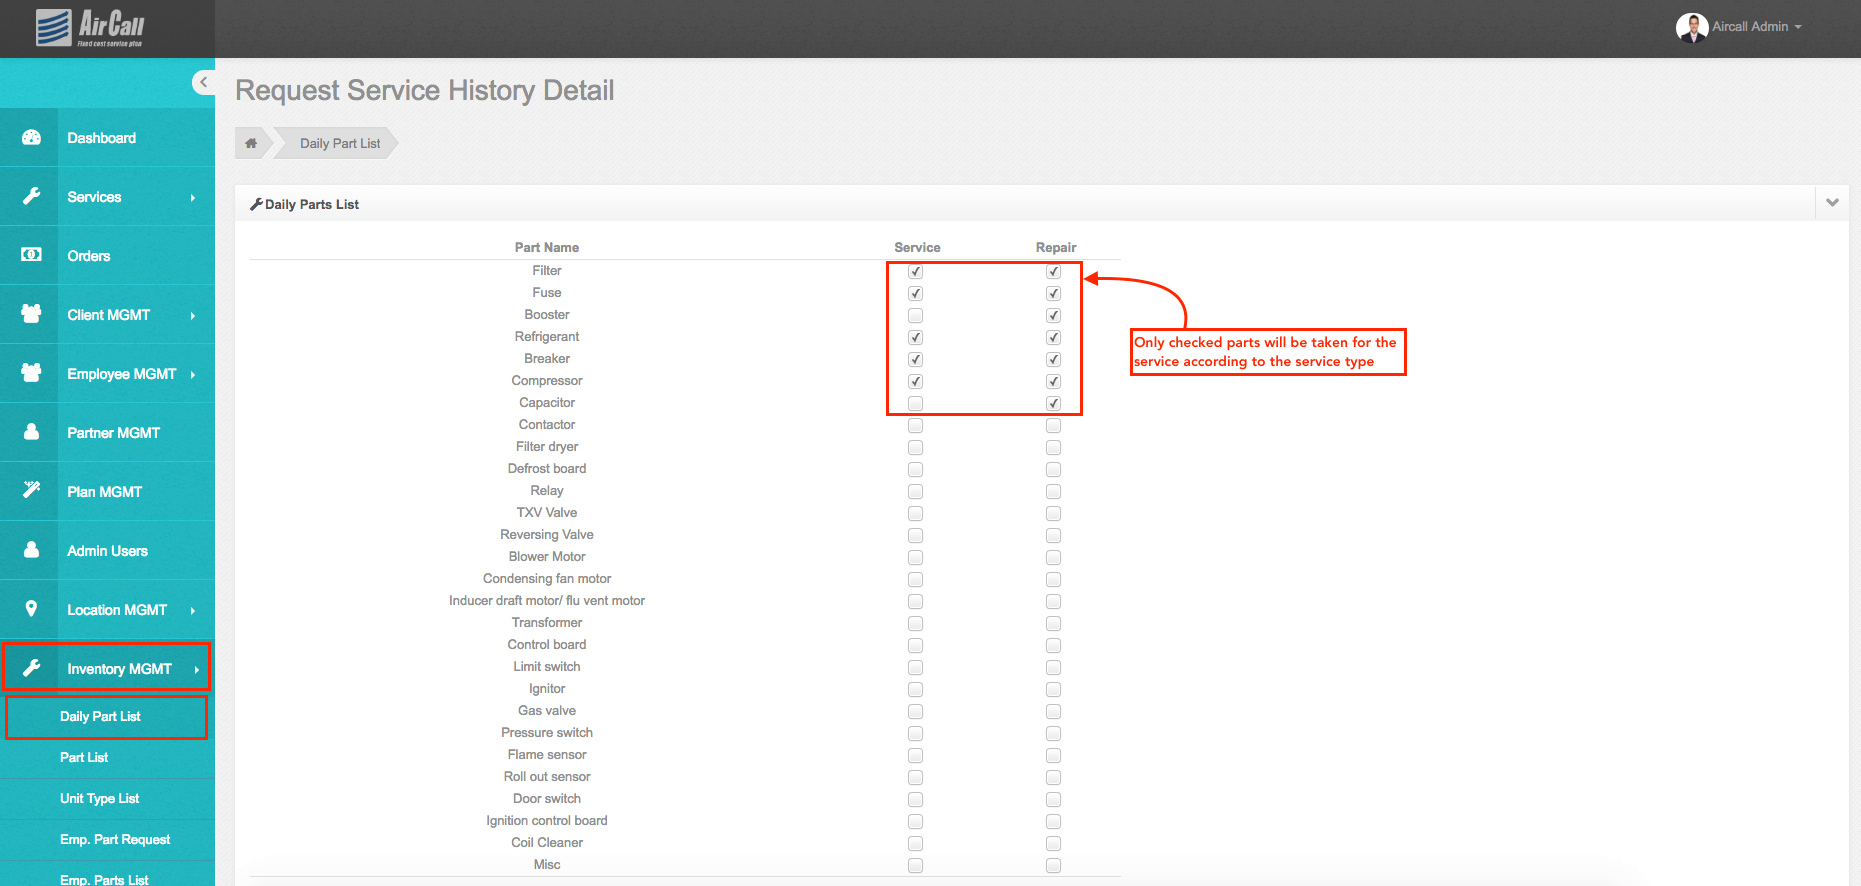 AirCall
Fixed cost service plan
Aircall Admin
Request Service History Detail
Daily Part List
Dashboard
Services
Orders
Client MGMT
Employee MGMT
Partner MGMT
Plan MGMT
Admin Users
Location MGMT
Inventory MGMT
Daily Part List
Part List
Unit Type List
Emp. Part Request
Emp. Parts List
Daily Parts List
Part Name Service Repair
Filter
Fuse
Booster
Refrigerant
Breaker
Compressor
Capacitor
Contactor
Filter dryer
Defrost board
Relay
TXV Valve
Reversing Valve
Blower Motor
Condensing fan motor
Inducer draft motor/ flu vent motor
Transformer
Control board
Limit switch
Ignitor
Gas valve
Pressure switch
Flame sensor
Roll out sensor
Door switch
Ignition control board
Coil Cleaner
Misc
Only checked parts will be taken for the
service according to the service type